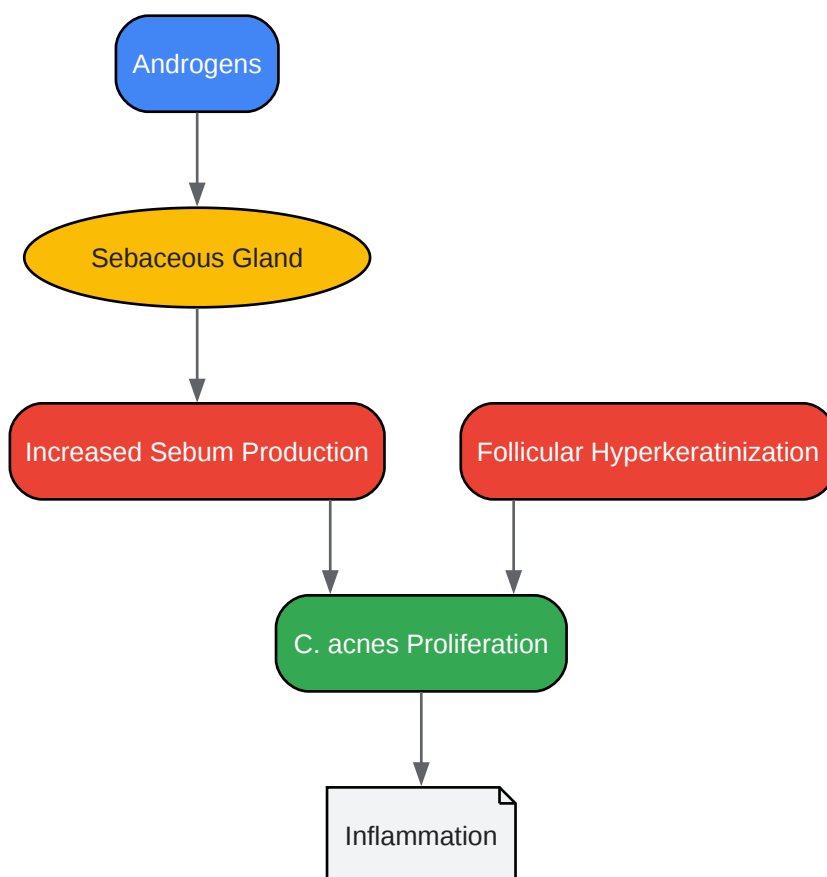 Androgens
Sebaceous Gland
Increased Sebum Production
Follicular Hyperkeratinization
C. acnes Proliferation
Inflammation